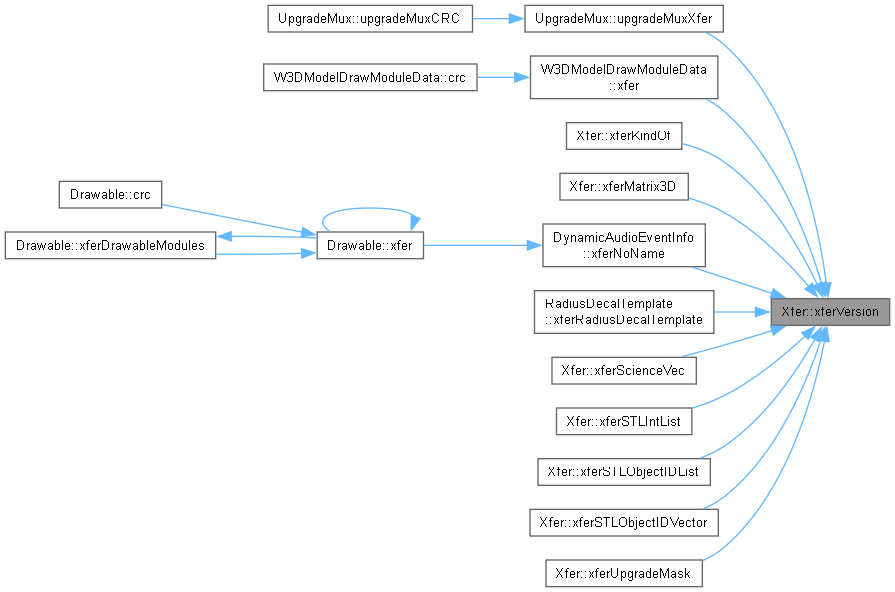 UpgradeMux::upgradeMuxCRC
UpgradeMux::upgradeMuxXfer
W3DModelDrawModuleData::crc
W3DModelDrawModuleData
::xfer
Xfer::xferKindOf
Xfer::xferMatrix3D
Drawable::crc
Drawable::xferDrawableModules
Drawable::xfer
DynamicAudioEventInfo
::xferNoName
RadiusDecalTemplate
::xferRadiusDecalTemplate
Xfer::xferVersion
Xfer::xferScienceVec
Xfer::xferSTLIntList
Xfer::xferSTLObjectIDList
Xfer::xferSTLObjectIDVector
Xfer::xferUpgradeMask